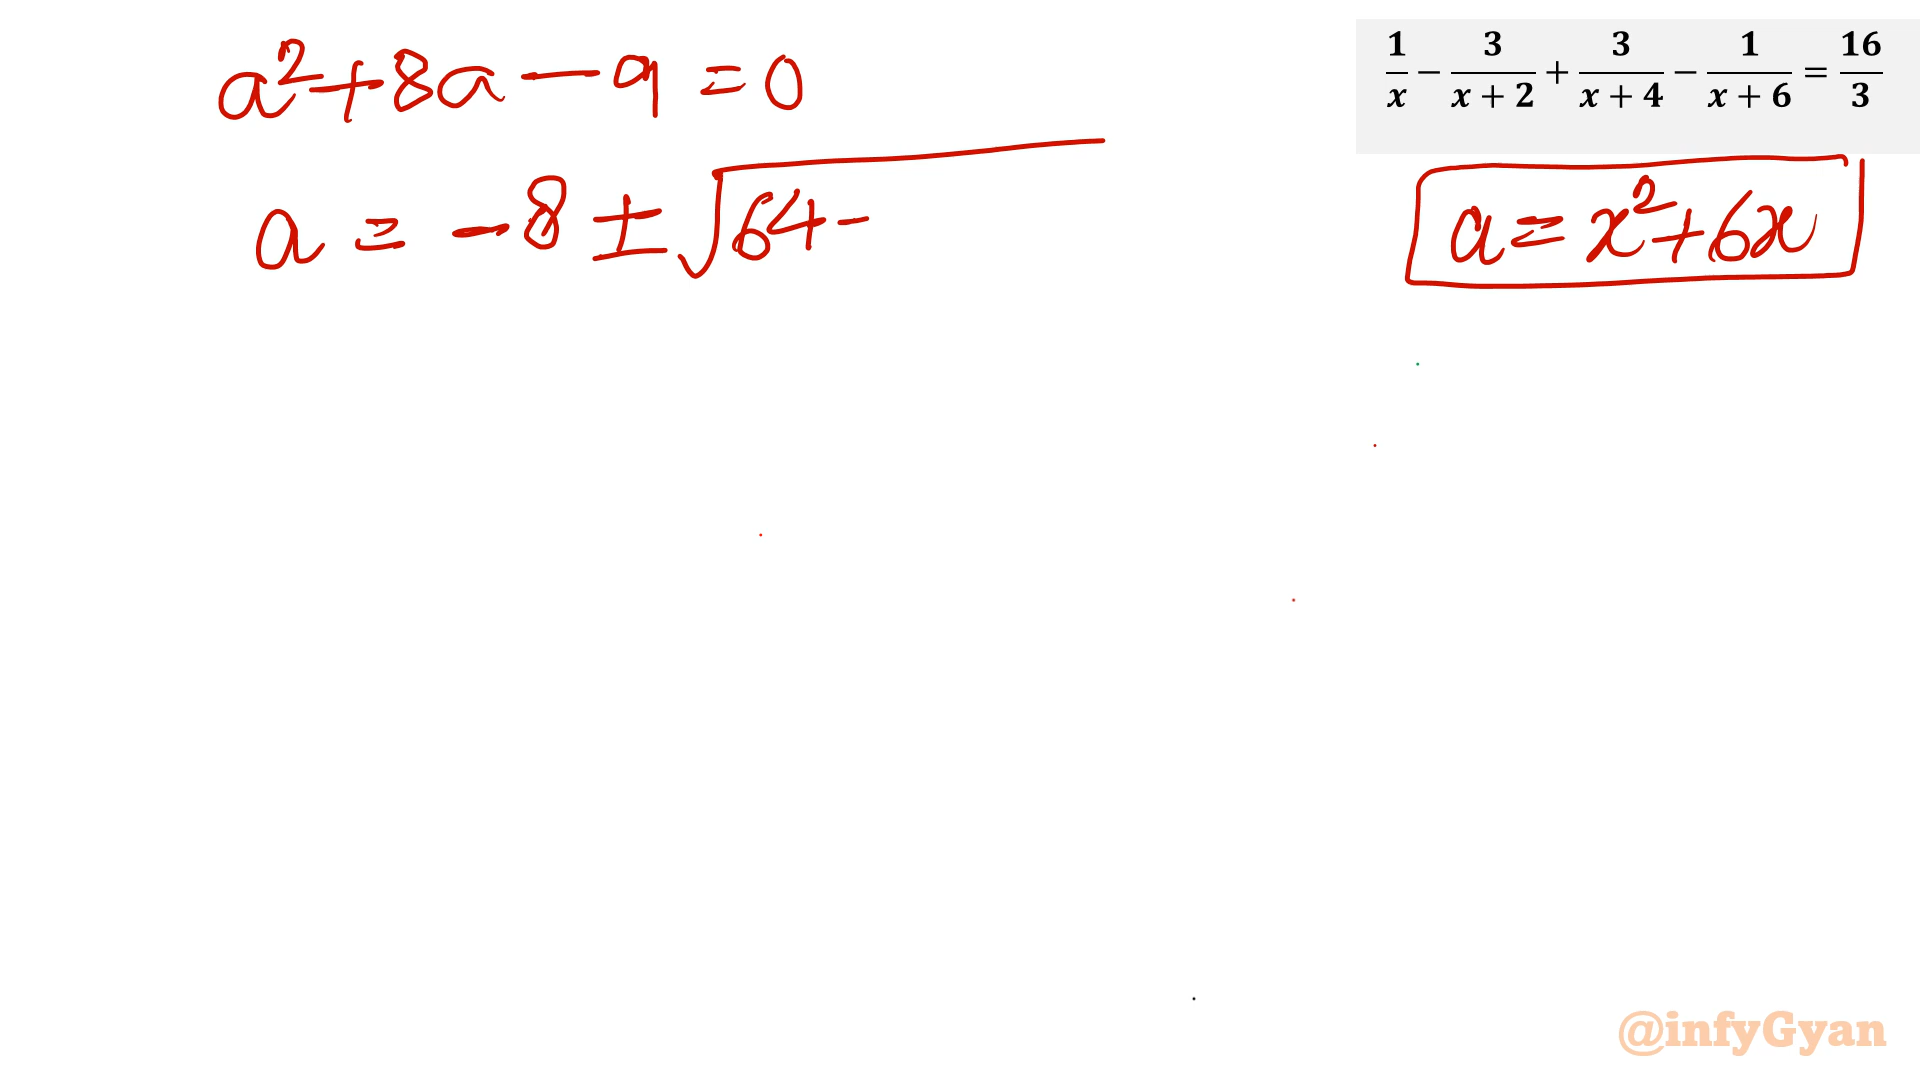 a² + 8a − 9 = 0
1/x − 3/(x + 2) + 3/(x + 4) − 1/(x + 6) = 16/3
a = −8 ± √64 −
a = x² + 6x
@infyGyan